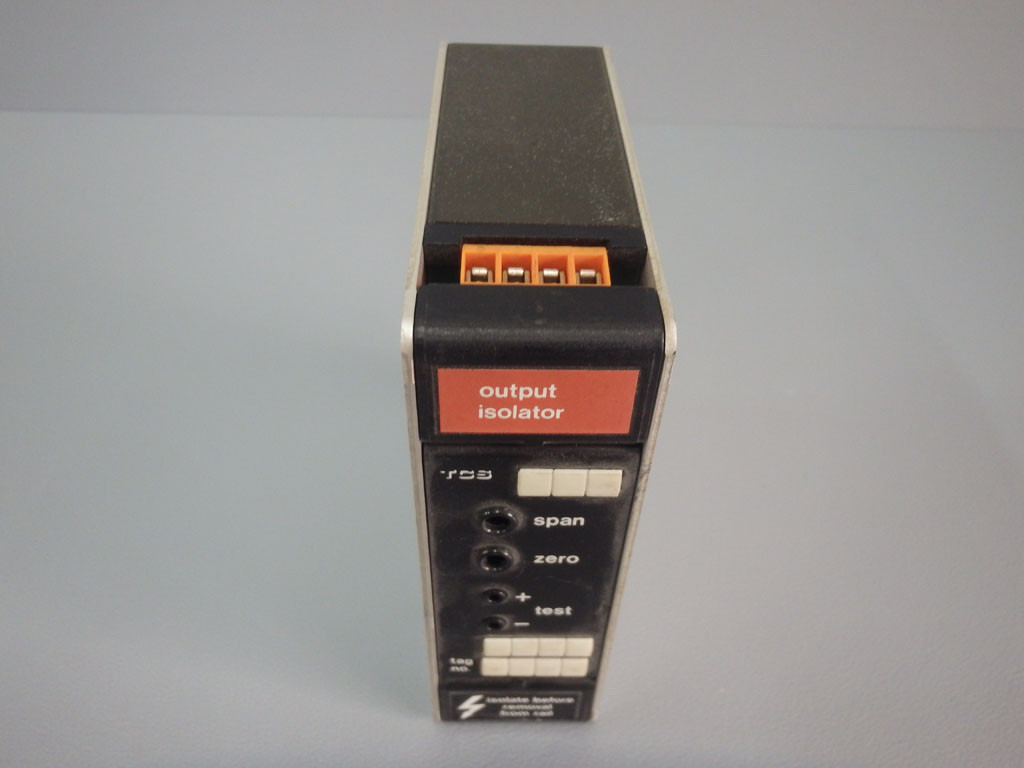 output
isolator
TCS
span
zero
+
test
−
tag
no.
isolate before
removal
from rail